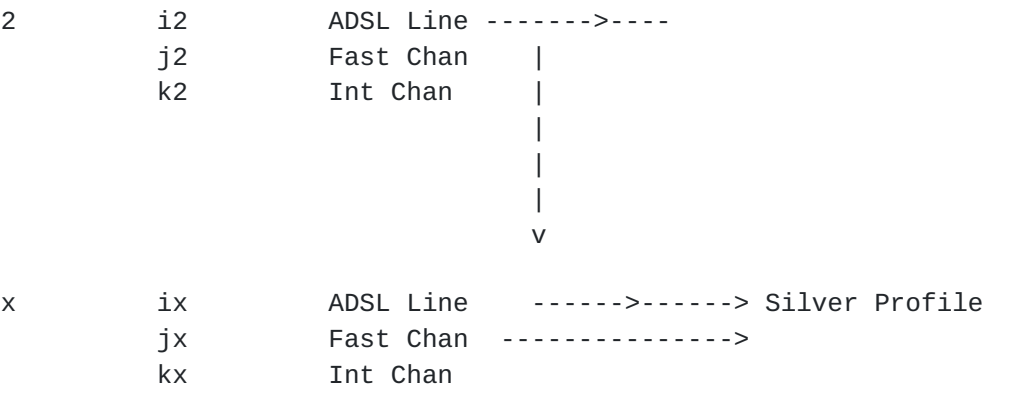 2         i2         ADSL Line ------->----
          j2         Fast Chan    |
          k2         Int Chan     |
                                  |
                                  |
                                  |
                                  v
x         ix         ADSL Line    ------>------> Silver Profile
          jx         Fast Chan  --------------->
          kx         Int Chan